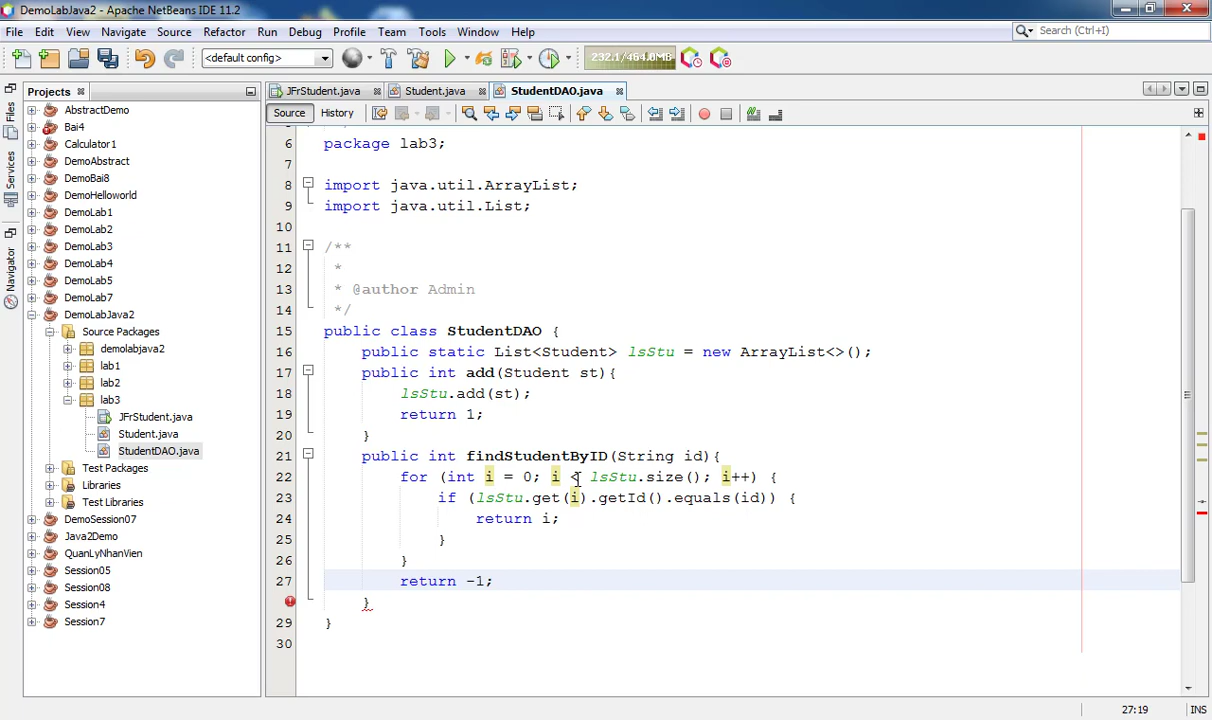 DemoLabJava2 - Apache NetBeans IDE 11.2
File Edit View Navigate Source Refactor Run Debug Profile Team Tools Window Help
Search (Ctrl+I)
<default config>
232.1/464.0MB
Files
Services
Navigator
Projects
AbstractDemo
Bai4
Calculator1
DemoAbstract
DemoBai8
DemoHelloworld
DemoLab1
DemoLab2
DemoLab3
DemoLab4
DemoLab5
DemoLab7
DemoLabJava2
Source Packages
demolabjava2
lab1
lab2
lab3
JFrStudent.java
Student.java
StudentDAO.java
Test Packages
Libraries
Test Libraries
DemoSession07
Java2Demo
QuanLyNhanVien
Session05
Session08
Session4
Session7
JFrStudent.java Student.java StudentDAO.java
Source History
6 package lab3;
7
8 import java.util.ArrayList;
9 import java.util.List;
10
11 /**
12 *
13 * @author Admin
14 */
15 public class StudentDAO {
16 public static List<Student> lsStu = new ArrayList<>();
17 public int add(Student st){
18 lsStu.add(st);
19 return 1;
20 }
21 public int findStudentByID(String id){
22 for (int i = 0; i < lsStu.size(); i++) {
23 if (lsStu.get(i).getId().equals(id)) {
24 return i;
25 }
26 }
27 return -1;
}
29 }
30
27:19 INS